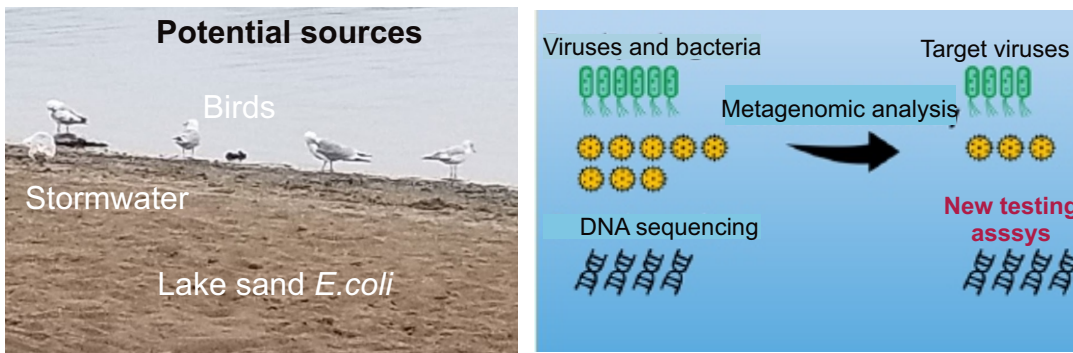 Potential sources
Birds
Stormwater
Lake sand E.coli
Viruses and bacteria
Target viruses
Metagenomic analysis
DNA sequencing
New testing
asssys